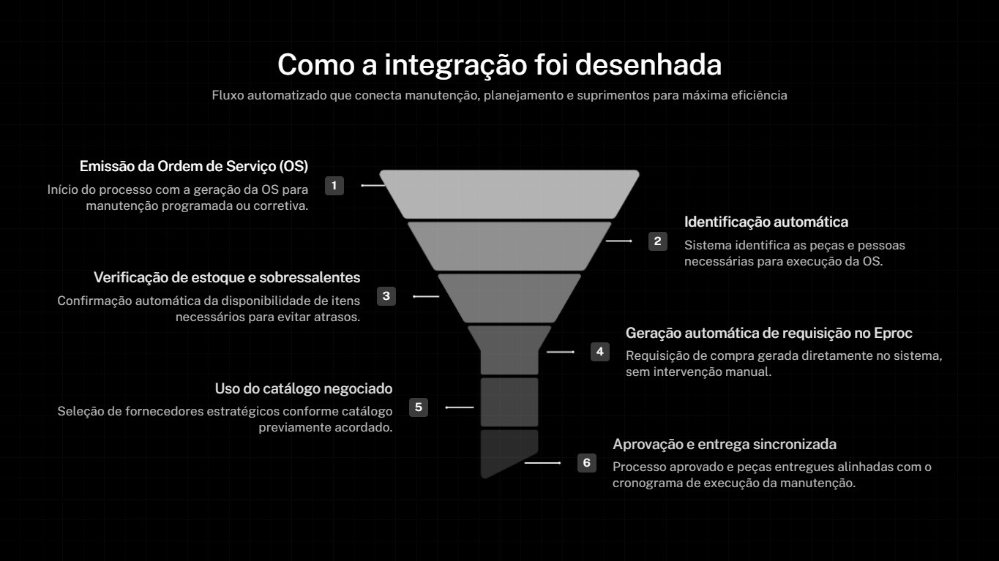 Como a integração foi desenhada
Fluxo automatizado que conecta manutenção, planejamento e suprimentos para máxima eficiência
Emissão da Ordem de Serviço (OS)
1
Início do processo com a geração da OS para
manutenção programada ou corretiva.
Identificação automática
2
Sistema identifica as peças e pessoas
necessárias para execução da OS.
Verificação de estoque e sobressalentes
3
Confirmação automática da disponibilidade de itens
necessários para evitar atrasos.
Geração automática de requisição no Eproc
4
Requisição de compra gerada diretamente no sistema,
sem intervenção manual.
Uso do catálogo negociado
5
Seleção de fornecedores estratégicos conforme catálogo
previamente acordado.
Aprovação e entrega sincronizada
6
Processo aprovado e peças entregues alinhadas com o
cronograma de execução da manutenção.